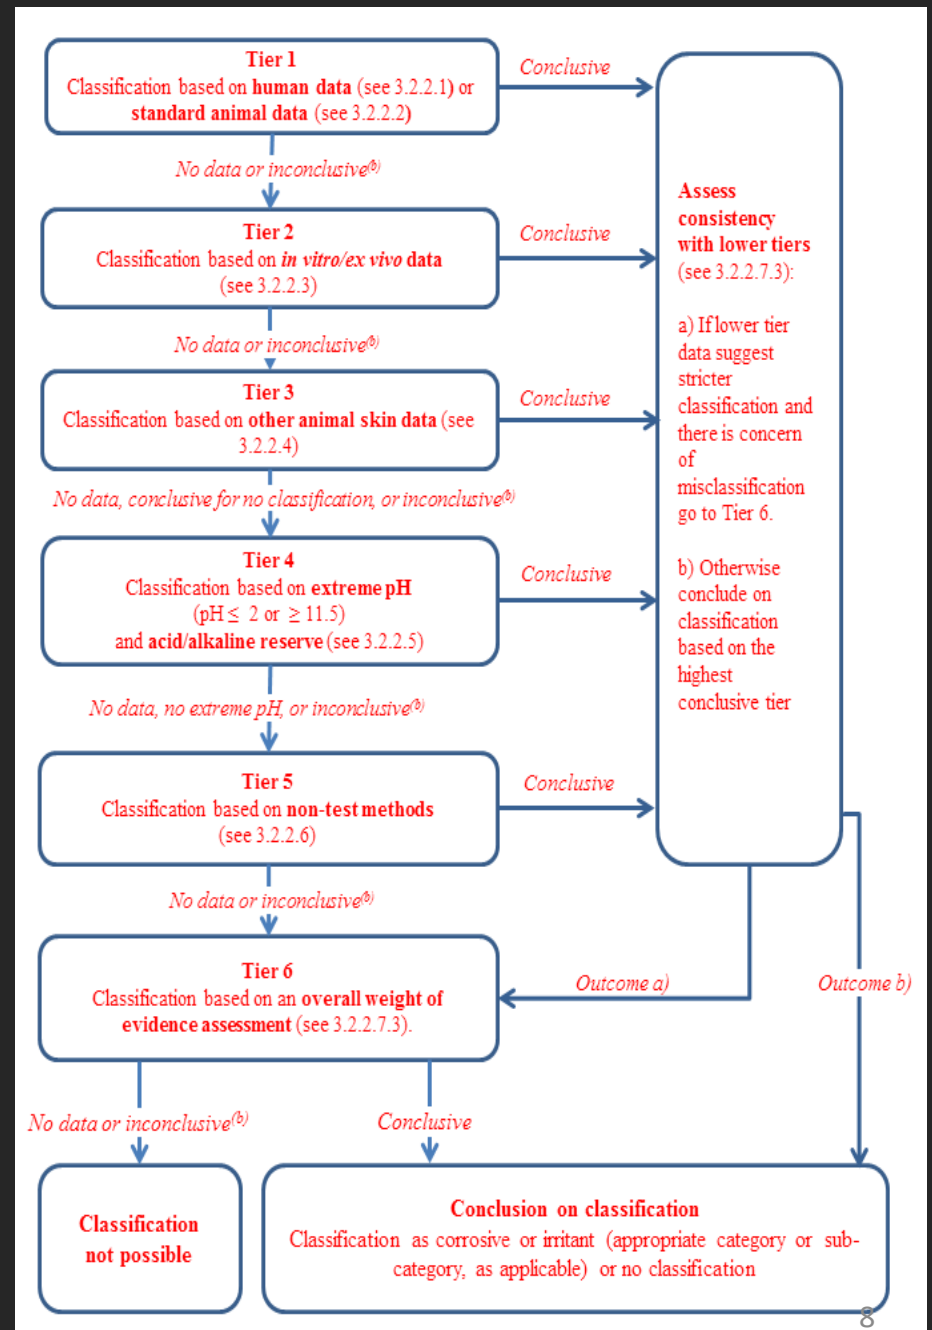 Tier 1
Classification based on human data (see 3.2.2.1) or
standard animal data (see 3.2.2.2)
Conclusive
No data or inconclusive(b)
Tier 2
Classification based on in vitro/ex vivo data
(see 3.2.2.3)
Conclusive
No data or inconclusive(b)
Tier 3
Classification based on other animal skin data (see
3.2.2.4)
Conclusive
No data, conclusive for no classification, or inconclusive(b)
Tier 4
Classification based on extreme pH
(pH ≤ 2 or ≥ 11.5)
and acid/alkaline reserve (see 3.2.2.5)
Conclusive
No data, no extreme pH, or inconclusive(b)
Tier 5
Classification based on non-test methods
(see 3.2.2.6)
Conclusive
No data or inconclusive(b)
Assess
consistency
with lower tiers
(see 3.2.2.7.3):
a) If lower tier
data suggest
stricter
classification and
there is concern
of
misclassification
go to Tier 6.
b) Otherwise
conclude on
classification
based on the
highest
conclusive tier
Tier 6
Classification based on an overall weight of
evidence assessment (see 3.2.2.7.3).
Outcome a)
Outcome b)
No data or inconclusive(b)
Conclusive
Classification
not possible
Conclusion on classification
Classification as corrosive or irritant (appropriate category or sub-
category, as applicable) or no classification
8